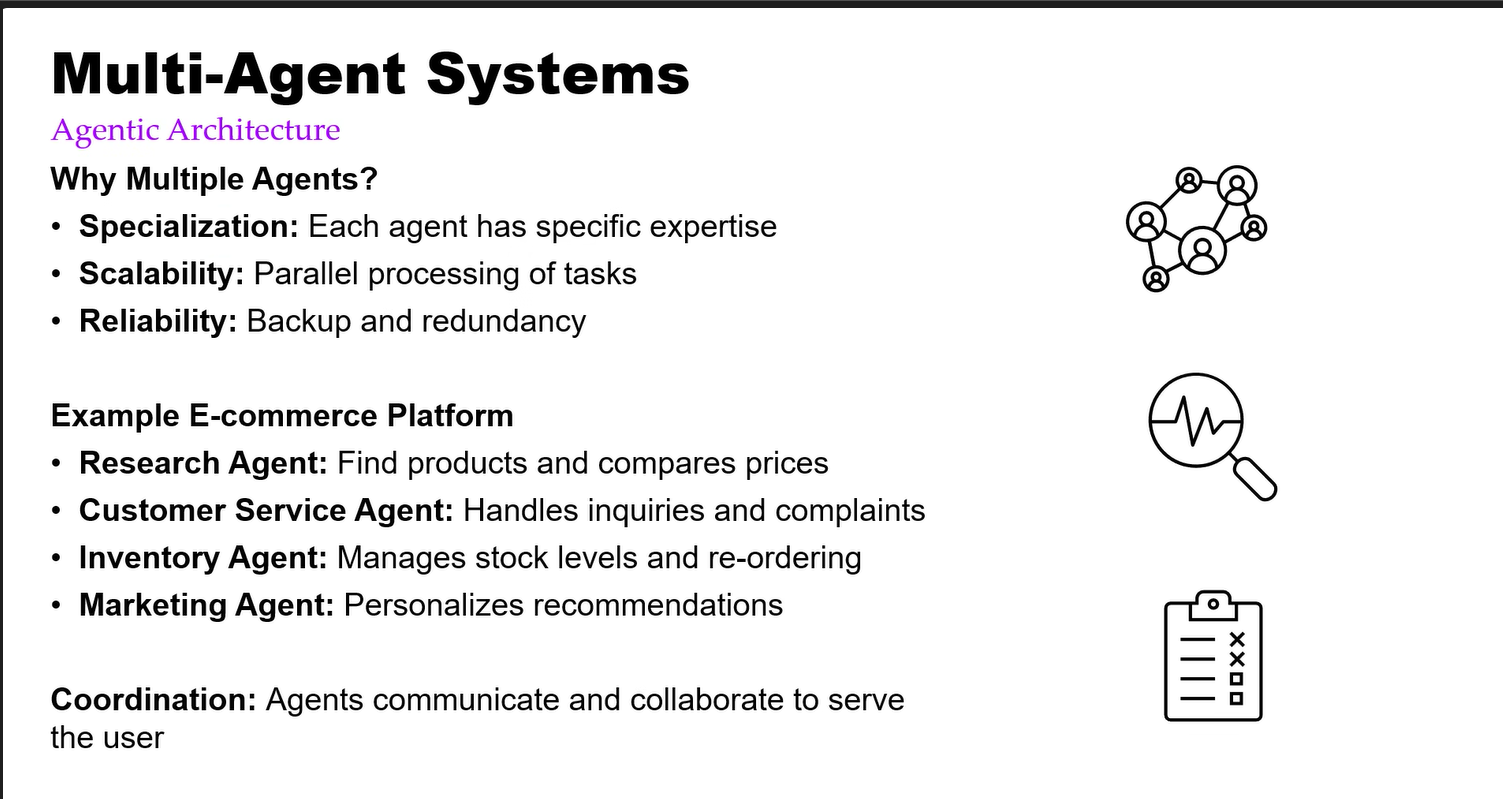 Multi-Agent Systems
Agentic Architecture
Why Multiple Agents?
• Specialization: Each agent has specific expertise
• Scalability: Parallel processing of tasks
• Reliability: Backup and redundancy
Example E-commerce Platform
• Research Agent: Find products and compares prices
• Customer Service Agent: Handles inquiries and complaints
• Inventory Agent: Manages stock levels and re-ordering
• Marketing Agent: Personalizes recommendations
Coordination: Agents communicate and collaborate to serve
the user